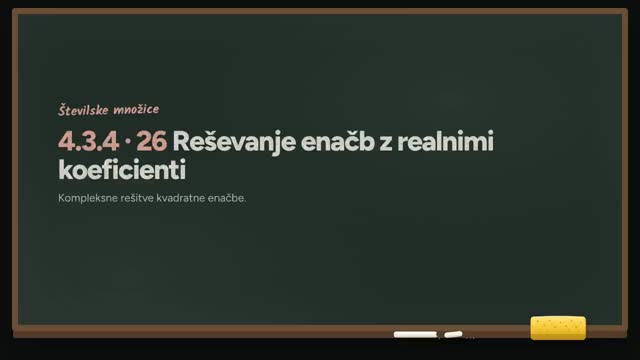 Številske množice
4.3.4 · 26 Reševanje enačb z realnimi
koeficienti
Kompleksne rešitve kvadratne enačbe.